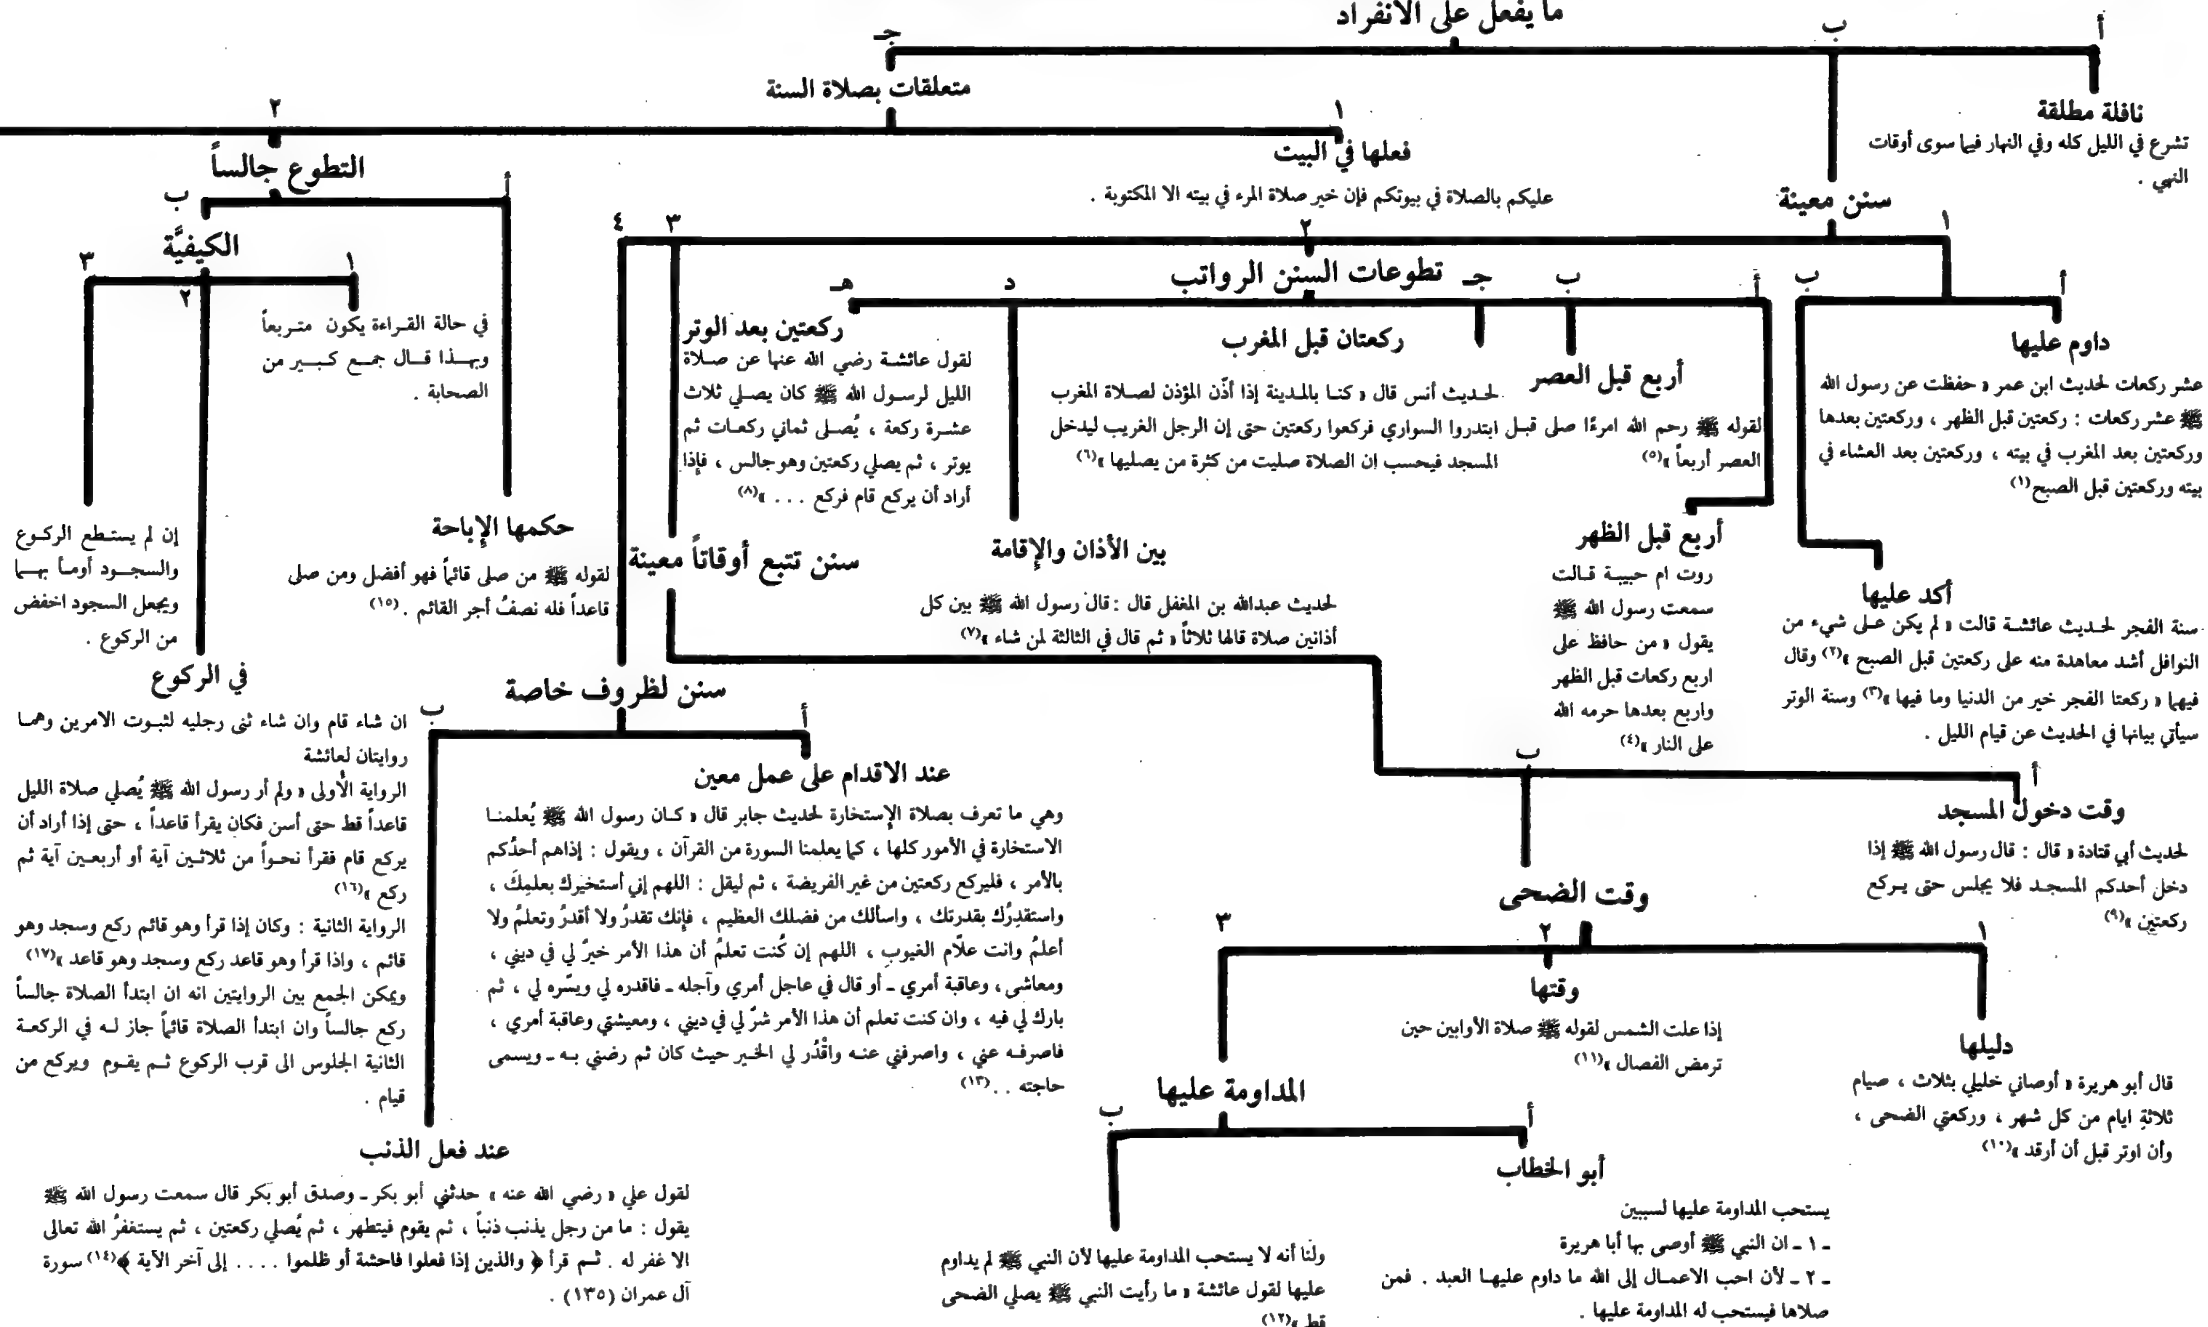 ما يفعل على الانفراد
أ
ب
جـ
نافلة مطلقة
تشرع في الليل كله وفي النهار فيما سوى أوقات
النهي .
سنن معينة
١
٢
٣
٤
أ
ب
داوم عليها
عشر ركعات لحديث ابن عمر « حفظت عن رسول الله
ﷺ عشر ركعات : ركعتين قبل الظهر ، وركعتين بعدها
وركعتين بعد المغرب في بيته ، وركعتين بعد العشاء في
بيته وركعتين قبل الصبح (١)
أكد عليها
سنة الفجر لحديث عائشة قالت « لم يكن على شيء من
النوافل أشد معاهدة منه على ركعتين قبل الصبح »(٢) وقال
فيهما « ركعتا الفجر خير من الدنيا وما فيها »(٣) وسنة الوتر
سيأتي بيانها في الحديث عن قيام الليل .
تطوعات السنن الرواتب
أ
ب
جـ
د
هـ
أربع قبل الظهر
روت ام حبيبة قالت
سمعت رسول الله ﷺ
يقول « من حافظ على
اربع ركعات قبل الظهر
واربع بعدها حرمه الله
على النار »(٤)
أربع قبل العصر
لقوله ﷺ رحم الله امرءًا صلى قبل
العصر أربعاً »(٥)
ركعتان قبل المغرب
لحديث أنس قال « كنا بالمدينة إذا أذّن المؤذن لصلاة المغرب
ابتدروا السواري فركعوا ركعتين حتى إن الرجل الغريب ليدخل
المسجد فيحسب إن الصلاة صليت من كثرة من يصليها »(٦)
بين الأذان والإقامة
لحديث عبدالله بن المغفل قال : قال رسول الله ﷺ بين كل
أذانين صلاة قالها ثلاثاً « ثم قال في الثالثة لمن شاء »(٧)
ركعتين بعد الوتر
لقول عائشة رضي الله عنها عن صلاة
الليل لرسول الله ﷺ كان يصلي ثلاث
عشرة ركعة ، يُصلى ثماني ركعات ثم
يوتر ، ثم يصلي ركعتين وهو جالس ، فإذا
أراد أن يركع قام فركع . . . »(٨)
سنن تتبع أوقاتاً معينة
أ
ب
وقت دخول المسجد
لحديث أبي قتادة « قال : قال رسول الله ﷺ إذا
دخل أحدكم المسجد فلا يجلس حتى يركع
ركعتين »(٩)
وقت الضحى
١
٢
٣
دليلها
قال أبو هريرة « أوصاني خليلي بثلاث ، صيام
ثلاثةِ ايام من كل شهر ، وركعتي الضحى ،
وأن اوتر قبل أن أرقد »(١٠)
وقتها
إذا علت الشمس لقوله ﷺ صلاة الأوابين حين
ترمض الفصال »(١١)
المداومة عليها
أ
ب
أبو الخطاب
يستحب المداومة عليها لسببين
ـ ١ ـ ان النبي ﷺ أوصى بها أبا هريرة
ـ ٢ ـ لأن احب الاعمال إلى الله ما داوم عليها العبد . فمن
صلاها فيستحب له المداومة عليها .
ولنا أنه لا يستحب المداومة عليها لأن النبي ﷺ لم يداوم
عليها لقول عائشة « ما رأيت النبي ﷺ يصلي الضحى
قط »(١٢)
سنن لظروف خاصة
أ
ب
عند الاقدام على عمل معين
وهي ما تعرف بصلاة الإستخارة لحديث جابر قال « كان رسول الله ﷺ يُعلمنا
الاستخارة في الأمور كلها ، كما يعلمنا السورة من القرآن ، ويقول : إذاهم أحدُكم
بالأمر ، فليركع ركعتين من غير الفريضة ، ثم ليقل : اللهم إني أستخيرك بعلمِكَ ،
واستقدِرُك بقدرتك ، واسألك من فضلك العظيم ، فإنك تقدرُ ولا أقدرُ وتعلمُ ولا
أعلمُ وانت علّام الغيوبِ ، اللهم إن كُنت تعلمُ أن هذا الأمر خيرٌ لي في ديني ،
ومعاشى ، وعاقبة أمري ـ أو قال في عاجل أمري وآجله ـ فاقدره لي ويسّره لي ، ثم
بارك لي فيه ، وان كنت تعلم أن هذا الأمر شرٌ لي في ديني ، ومعيشتي وعاقبة أمري ،
فاصرفه عني ، واصرفني عنه واقْدُر لي الخير حيث كان ثم رضني به ـ ويسمى
حاجته . .(١٣)
عند فعل الذنب
لقول علي « رضي الله عنه » حدثني أبو بكر ـ وصدق أبو بكر قال سمعت رسول الله ﷺ
يقول : ما من رجل يذنب ذنباً ، ثم يقوم فيتطهر ، ثم يُصلي ركعتين ، ثم يستغفرُ الله تعالى
الا غفر له . ثم قرأ ﴿ والذين إذا فعلوا فاحشة أو ظلموا . . . . إلى آخر الآية ﴾(١٤) سورة
آل عمران (١٣٥) .
متعلقات بصلاة السنة
١
٢
فعلها في البيت
عليكم بالصلاة في بيوتكم فإن خير صلاة المرء في بيته الا المكتوبة .
التطوع جالساً
أ
ب
حكمها الإباحة
لقوله ﷺ من صلى قائماً فهو أفضل ومن صلى
قاعداً فله نصفُ أجر القائم .(١٥)
الكيفيَّة
١
٢
٣
في حالة القراءة يكون متربعاً
وبهذا قال جمع كبير من
الصحابة .
في الركوع
ان شاء قام وان شاء ثنى رجليه لثبوت الامرين وهما
روايتان لعائشة
الرواية الأولى « ولم أر رسول الله ﷺ يُصلي صلاة الليل
قاعداً قط حتى أسن فكان يقرأ قاعداً ، حتى إذا أراد أن
يركع قام فقرأ نحواً من ثلاثين آية أو أربعين آية ثم
ركع »(١٦)
الرواية الثانية : وكان إذا قرأ وهو قائم ركع وسجد وهو
قائم ، واذا قرأ وهو قاعد ركع وسجد وهو قاعد »(١٧)
ويمكن الجمع بين الروايتين انه ان ابتدأ الصلاة جالساً
ركع جالساً وان ابتدأ الصلاة قائماً جاز له في الركعة
الثانية الجلوس الى قرب الركوع ثم يقوم ويركع من
قيام .
إن لم يستطع الركوع
والسجود أومأ بهما
ويجعل السجود اخفض
من الركوع .